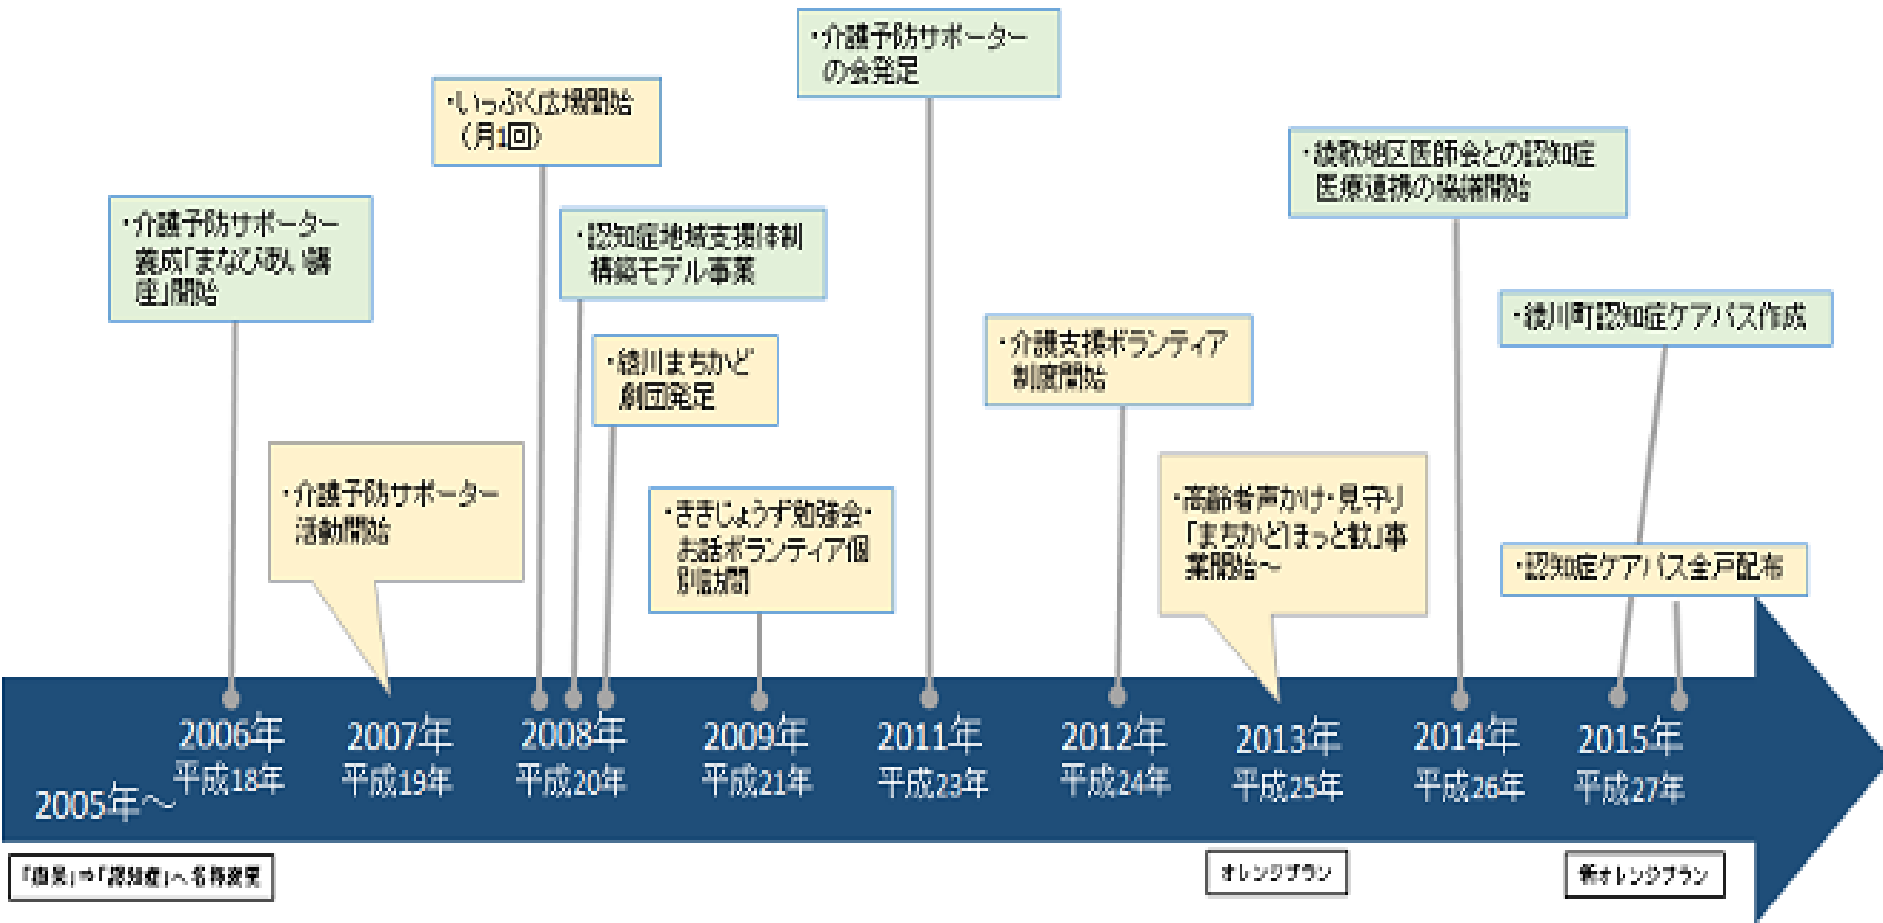 ・介護予防サポーター
養成「まなびあい講
座」開始
・介護予防サポーター
活動開始
・いっぷく広場開始
（月1回）
・認知症地域支援体制
構築モデル事業
・綾川まちかど
劇団発足
・ききじょうず勉強会・
お話ボランティア個
別訪問
・介護予防サポーター
の会発足
・介護支援ボランティア
制度開始
・高齢者声かけ・見守り
「まちかどほっと歓」事
業開始～
・綾歌地区医師会との認知症
医療連携の協議開始
・綾川町認知症ケアパス作成
・認知症ケアパス全戸配布
2005年～
2006年
平成18年
2007年
平成19年
2008年
平成20年
2009年
平成21年
2011年
平成23年
2012年
平成24年
2013年
平成25年
2014年
平成26年
2015年
平成27年
「痴呆」⇒「認知症」へ名称変更
オレンジプラン
新オレンジプラン